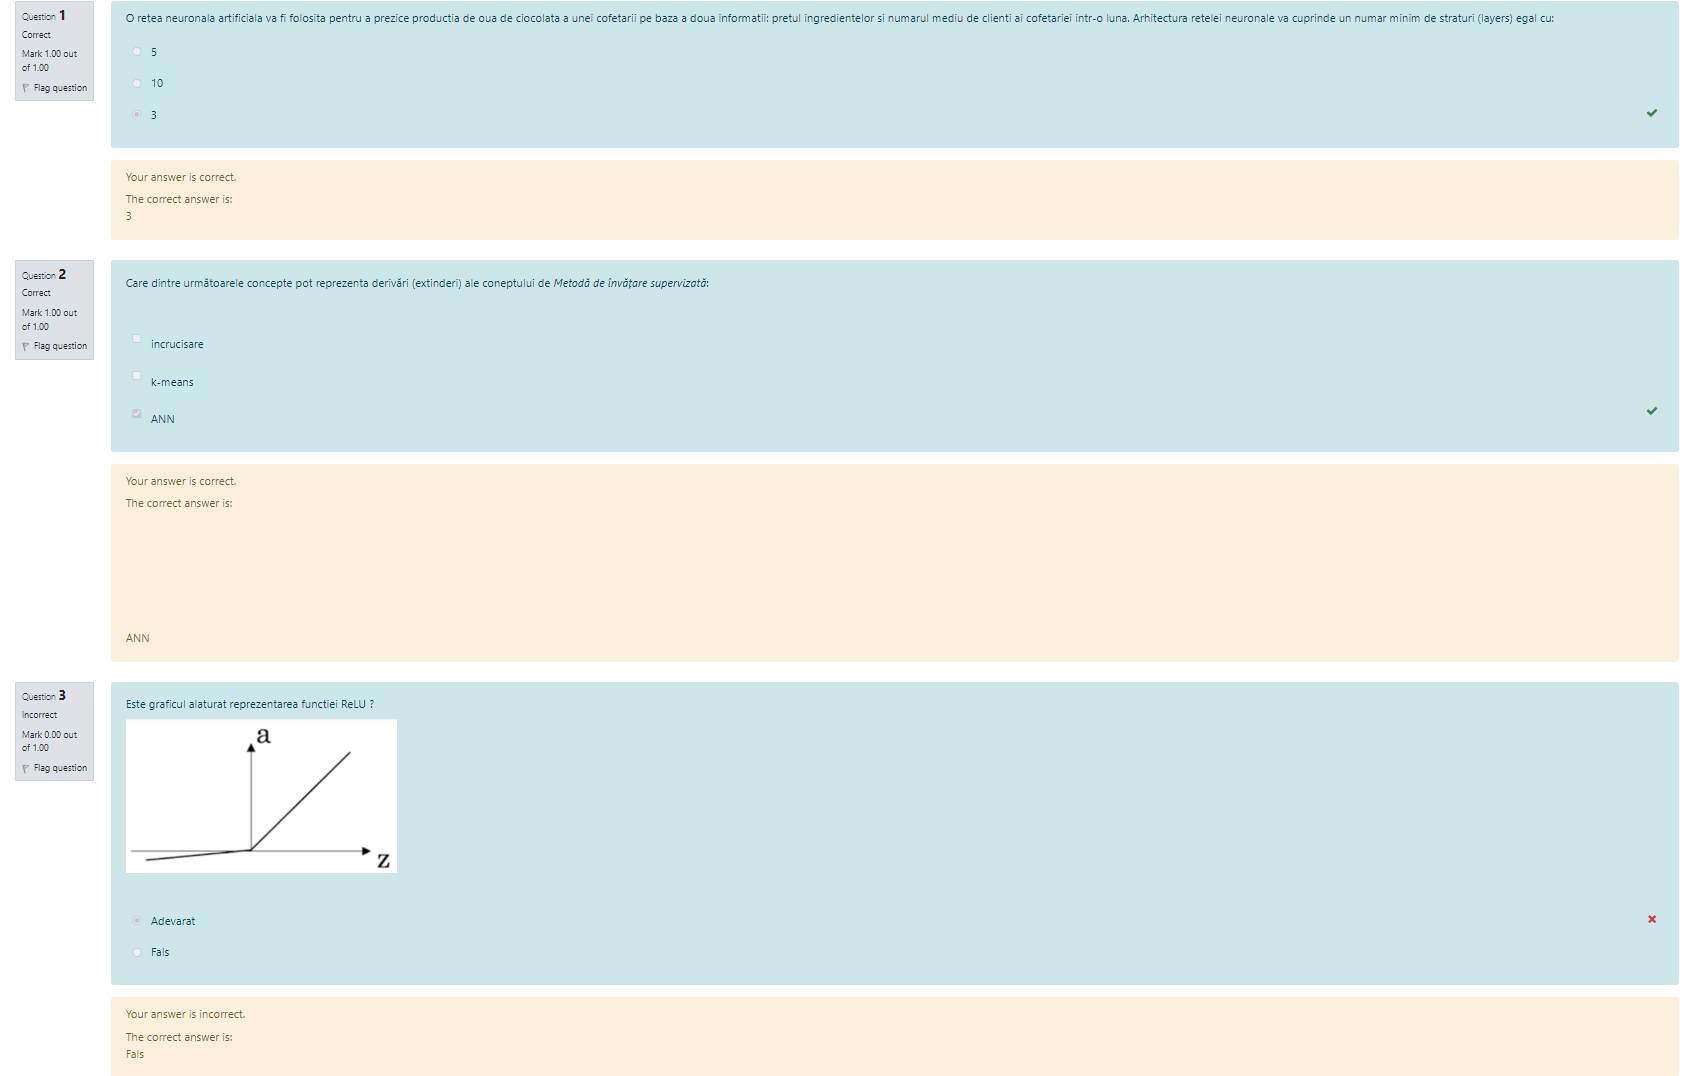 Question 1
Correct
Mark 1.00 out
of 1.00
Flag question
O retea neuronala artificiala va fi folosita pentru a prezice productia de oua de ciocolata a unei cofetarii pe baza a doua informatii: pretul ingredientelor si numarul mediu de clienti ai cofetariei intr-o luna. Arhitectura retelei neuronale va cuprinde un numar minim de straturi (layers) egal cu:
5
10
3
Your answer is correct.
The correct answer is:
3
Question 2
Correct
Mark 1.00 out
of 1.00
Flag question
Care dintre următoarele concepte pot reprezenta derivări (extinderi) ale coneptului de Metodă de învățare supervizată:
incrucisare
k-means
ANN
Your answer is correct.
The correct answer is:
ANN
Question 3
Incorrect
Mark 0.00 out
of 1.00
Flag question
Este graficul alaturat reprezentarea functiei ReLU ?
a
z
Adevarat
Fals
Your answer is incorrect.
The correct answer is:
Fals